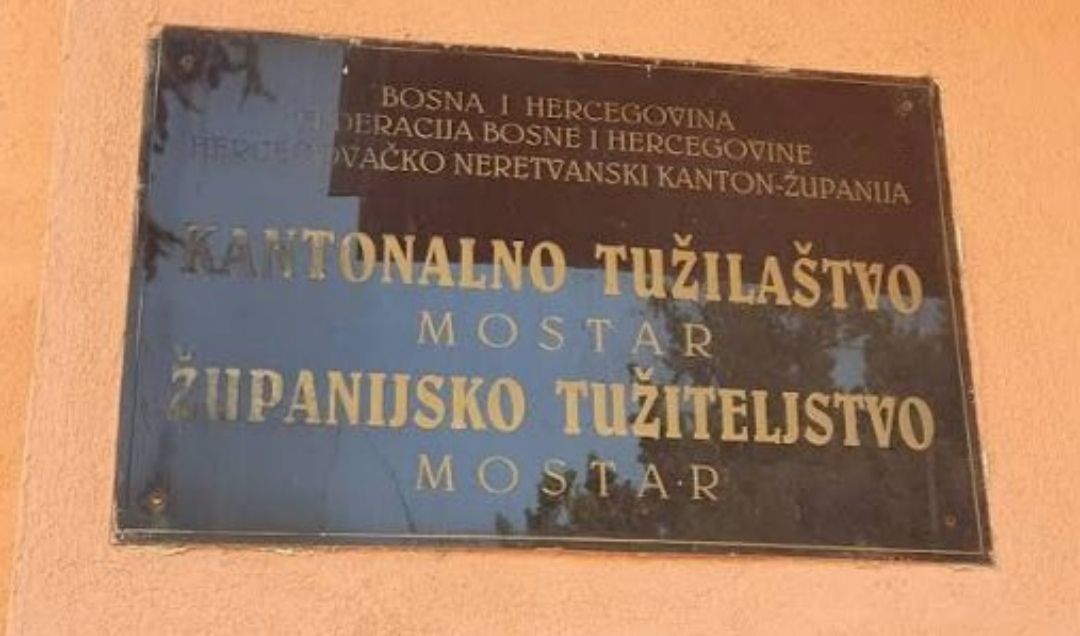 BOSNA I HERCEGOVINA
FEDERACIJA BOSNE I HERCEGOVINE
HERCEGOVAČKO NERETVANSKI KANTON-ŽUPANIJA
KANTONALNO TUŽILAŠTVO
MOSTAR
ŽUPANIJSKO TUŽITELJSTVO
MOSTAR